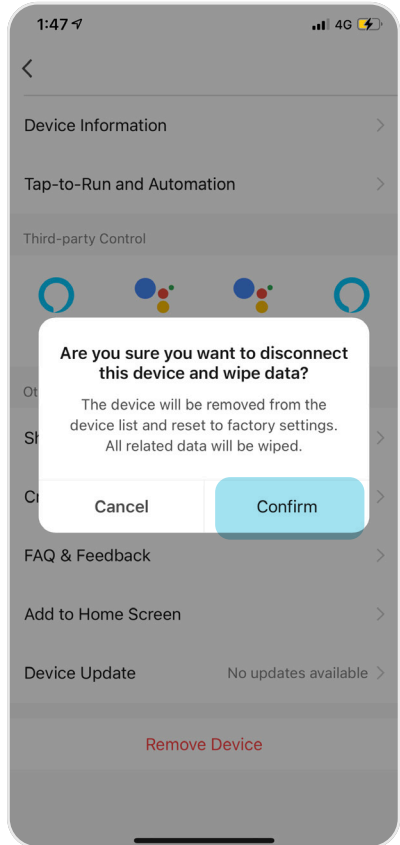 1:47
4G
Device Information
Tap-to-Run and Automation
Third-party Control
Are you sure you want to disconnect
this device and wipe data?
Ot
The device will be removed from the
device list and reset to factory settings.
Sh
All related data will be wiped.
Cr
Cancel
Confirm
FAQ & Feedback
Add to Home Screen
Device Update
No updates available
Remove Device